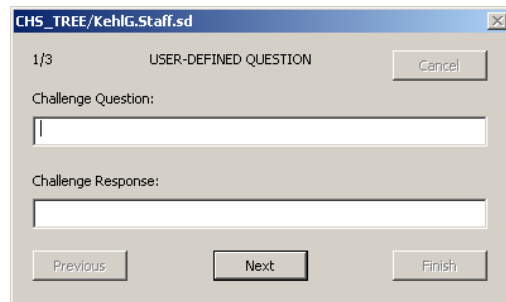 CHS_TREE/KehlG.Staff.sd
1/3 USER-DEFINED QUESTION Cancel
Challenge Question:
Challenge Response:
Previous Next Finish